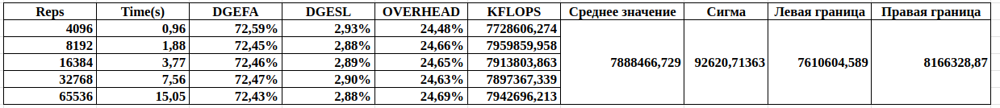 Reps Time(s) DGEFA DGESL OVERHEAD KFLOPS Среднее значение Сигма Левая граница Правая граница
4096 0,96 72,59% 2,93% 24,48% 7728606,274
8192 1,88 72,45% 2,88% 24,66% 7959859,958
16384 3,77 72,46% 2,89% 24,65% 7913803,863 7888466,729 92620,71363 7610604,589 8166328,87
32768 7,56 72,47% 2,90% 24,63% 7897367,339
65536 15,05 72,43% 2,88% 24,69% 7942696,213